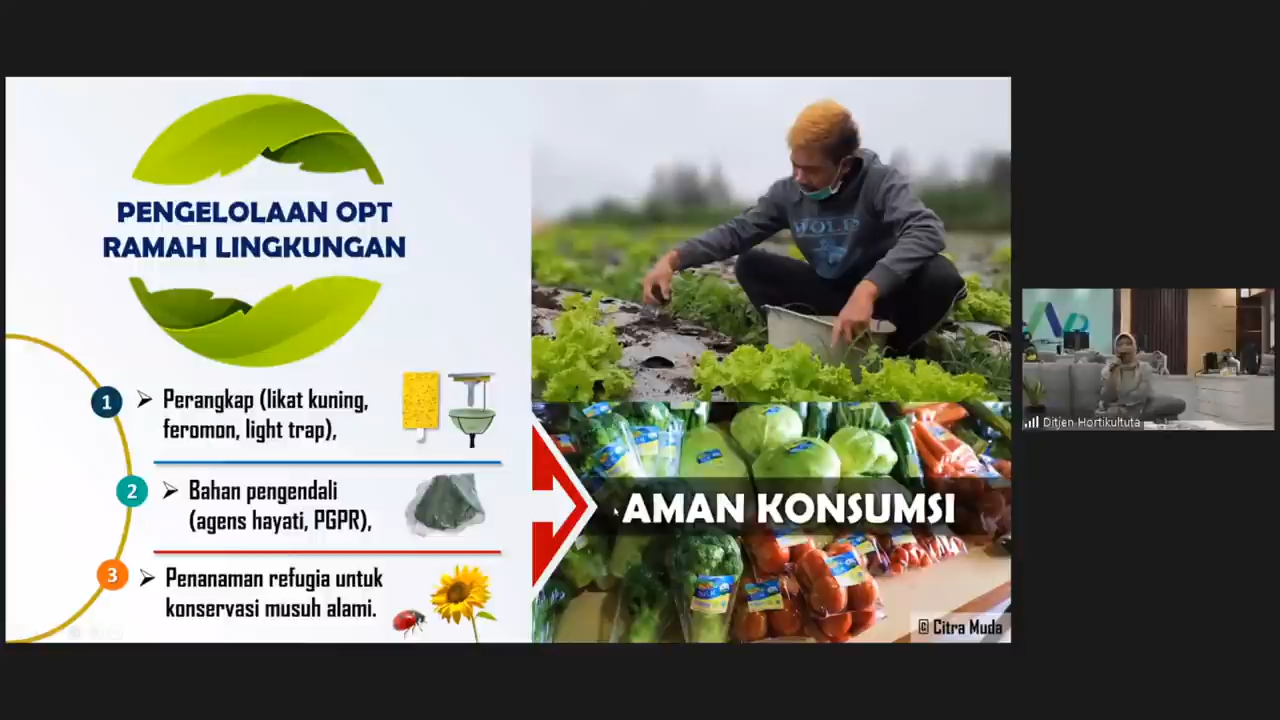 PENGELOLAAN OPT
RAMAH LINGKUNGAN
1
Perangkap (likat kuning,
feromon, light trap),
2
Bahan pengendali
(agens hayati, PGPR),
3
Penanaman refugia untuk
konservasi musuh alami.
WOLF
AMAN KONSUMSI
© Citra Muda
Ditjen Hortikultuta